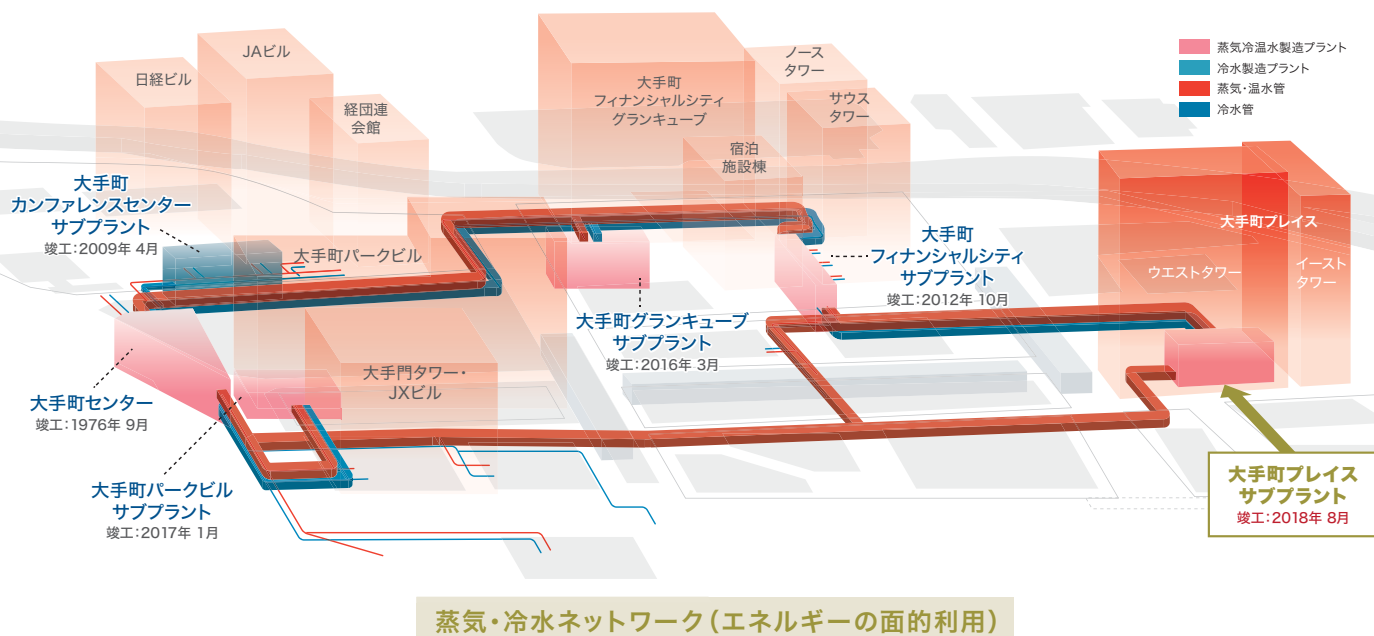 日経ビル
JAビル
経団連
会館
大手町
フィナンシャルシティ
グランキューブ
ノース
タワー
サウス
タワー
宿泊
施設棟
蒸気冷温水製造プラント
冷水製造プラント
蒸気・温水管
冷水管
大手町
カンファレンスセンター
サブプラント
竣工:2009年 4月
大手町パークビル
大手町
フィナンシャルシティ
サブプラント
竣工:2012年 10月
大手町プレイス
ウエストタワー
イースト
タワー
大手町グランキューブ
サブプラント
竣工:2016年 3月
大手門タワー・
JXビル
大手町センター
竣工:1976年 9月
大手町パークビル
サブプラント
竣工:2017年 1月
大手町プレイス
サブプラント
竣工:2018年 8月
蒸気・冷水ネットワーク(エネルギーの面的利用)